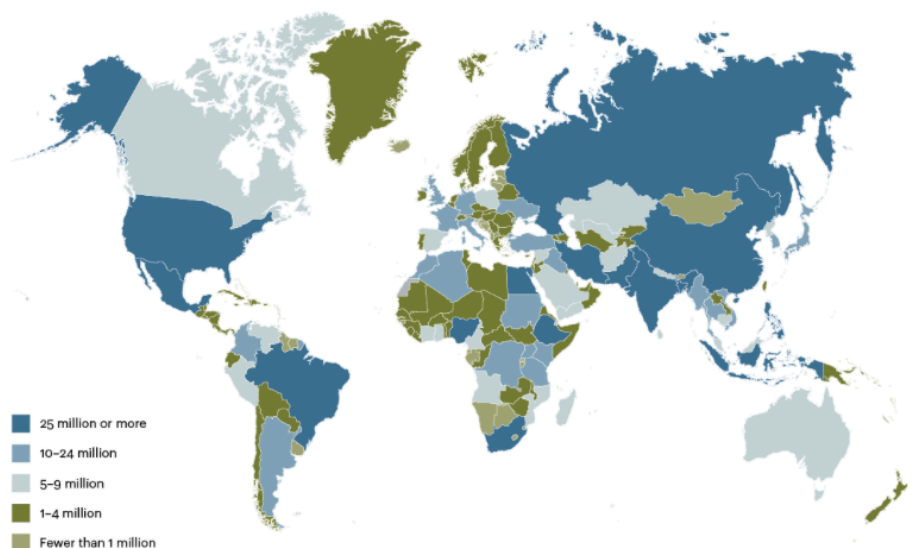 25 million or more
10–24 million
5–9 million
1–4 million
Fewer than 1 million